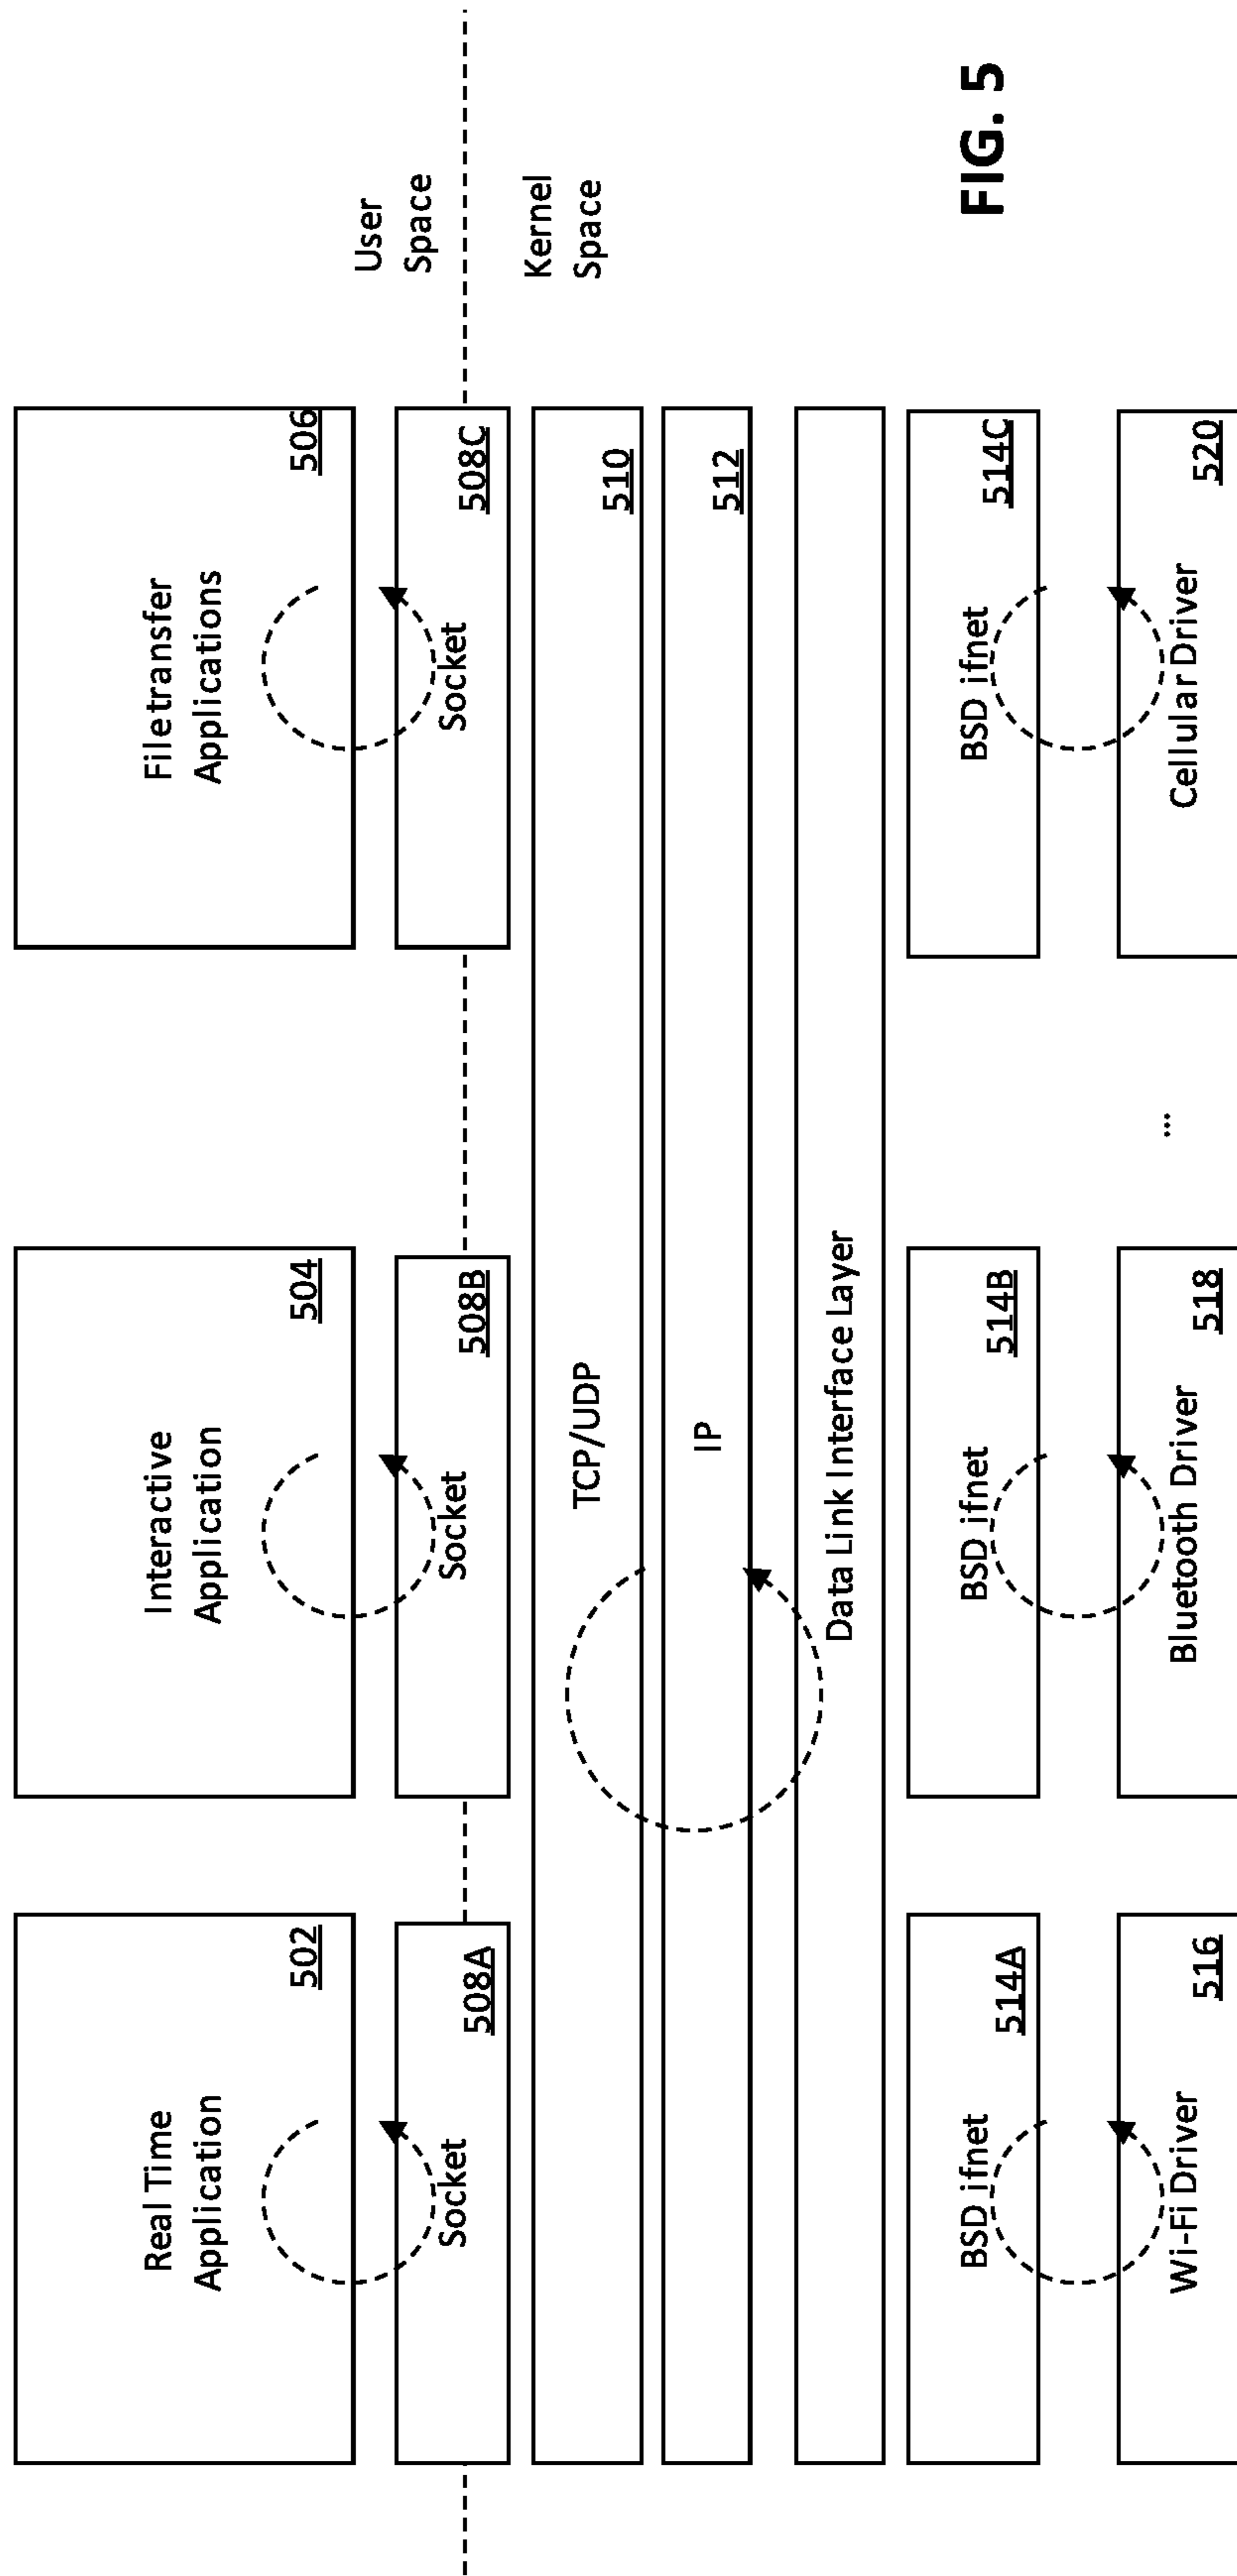 Real Time
Application
502
Interactive
Application
504
Filetransfer
Applications
506
User
Space
Socket
508A
Socket
508B
Socket
508C
Kernel
Space
TCP/UDP
510
IP
512
Data Link Interface Layer
BSD ifnet
514A
BSD ifnet
514B
BSD ifnet
514C
Wi-Fi Driver
516
Bluetooth Driver
518
...
Cellular Driver
520
FIG. 5